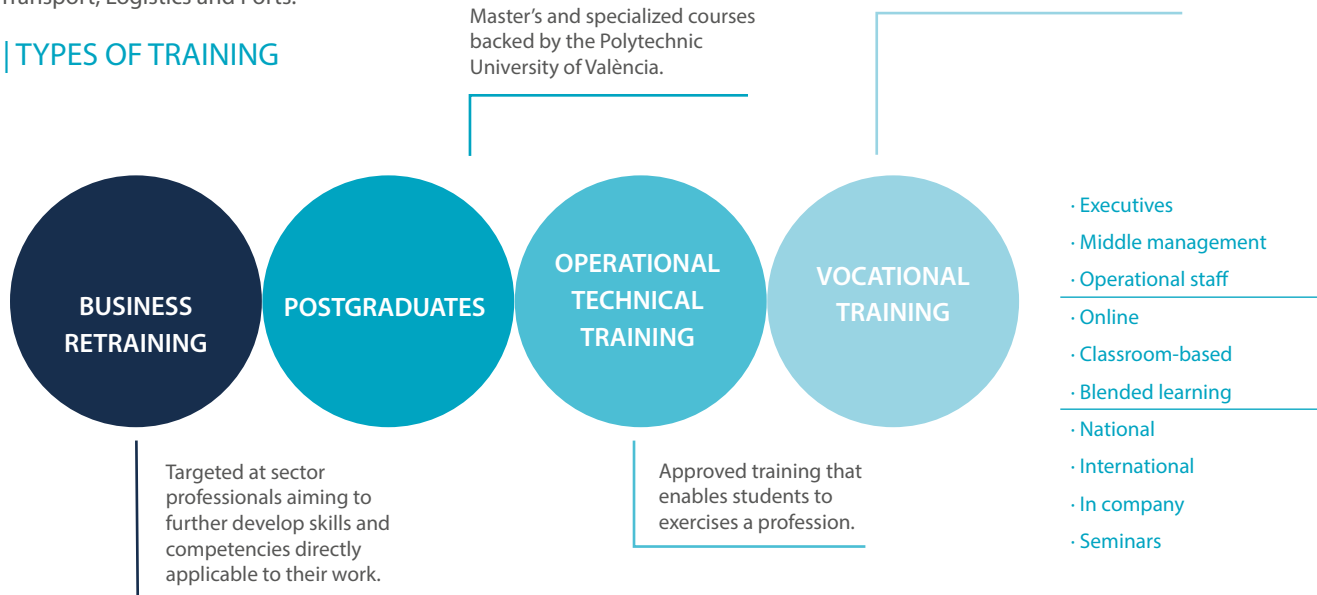 Transport, Logistics and Ports.
| TYPES OF TRAINING
Master's and specialized courses
backed by the Polytechnic
University of València.
BUSINESS
RETRAINING
POSTGRADUATES
OPERATIONAL
TECHNICAL
TRAINING
VOCATIONAL
TRAINING
Targeted at sector
professionals aiming to
further develop skills and
competencies directly
applicable to their work.
Approved training that
enables students to
exercises a profession.
· Executives
· Middle management
· Operational staff
· Online
· Classroom-based
· Blended learning
· National
· International
· In company
· Seminars